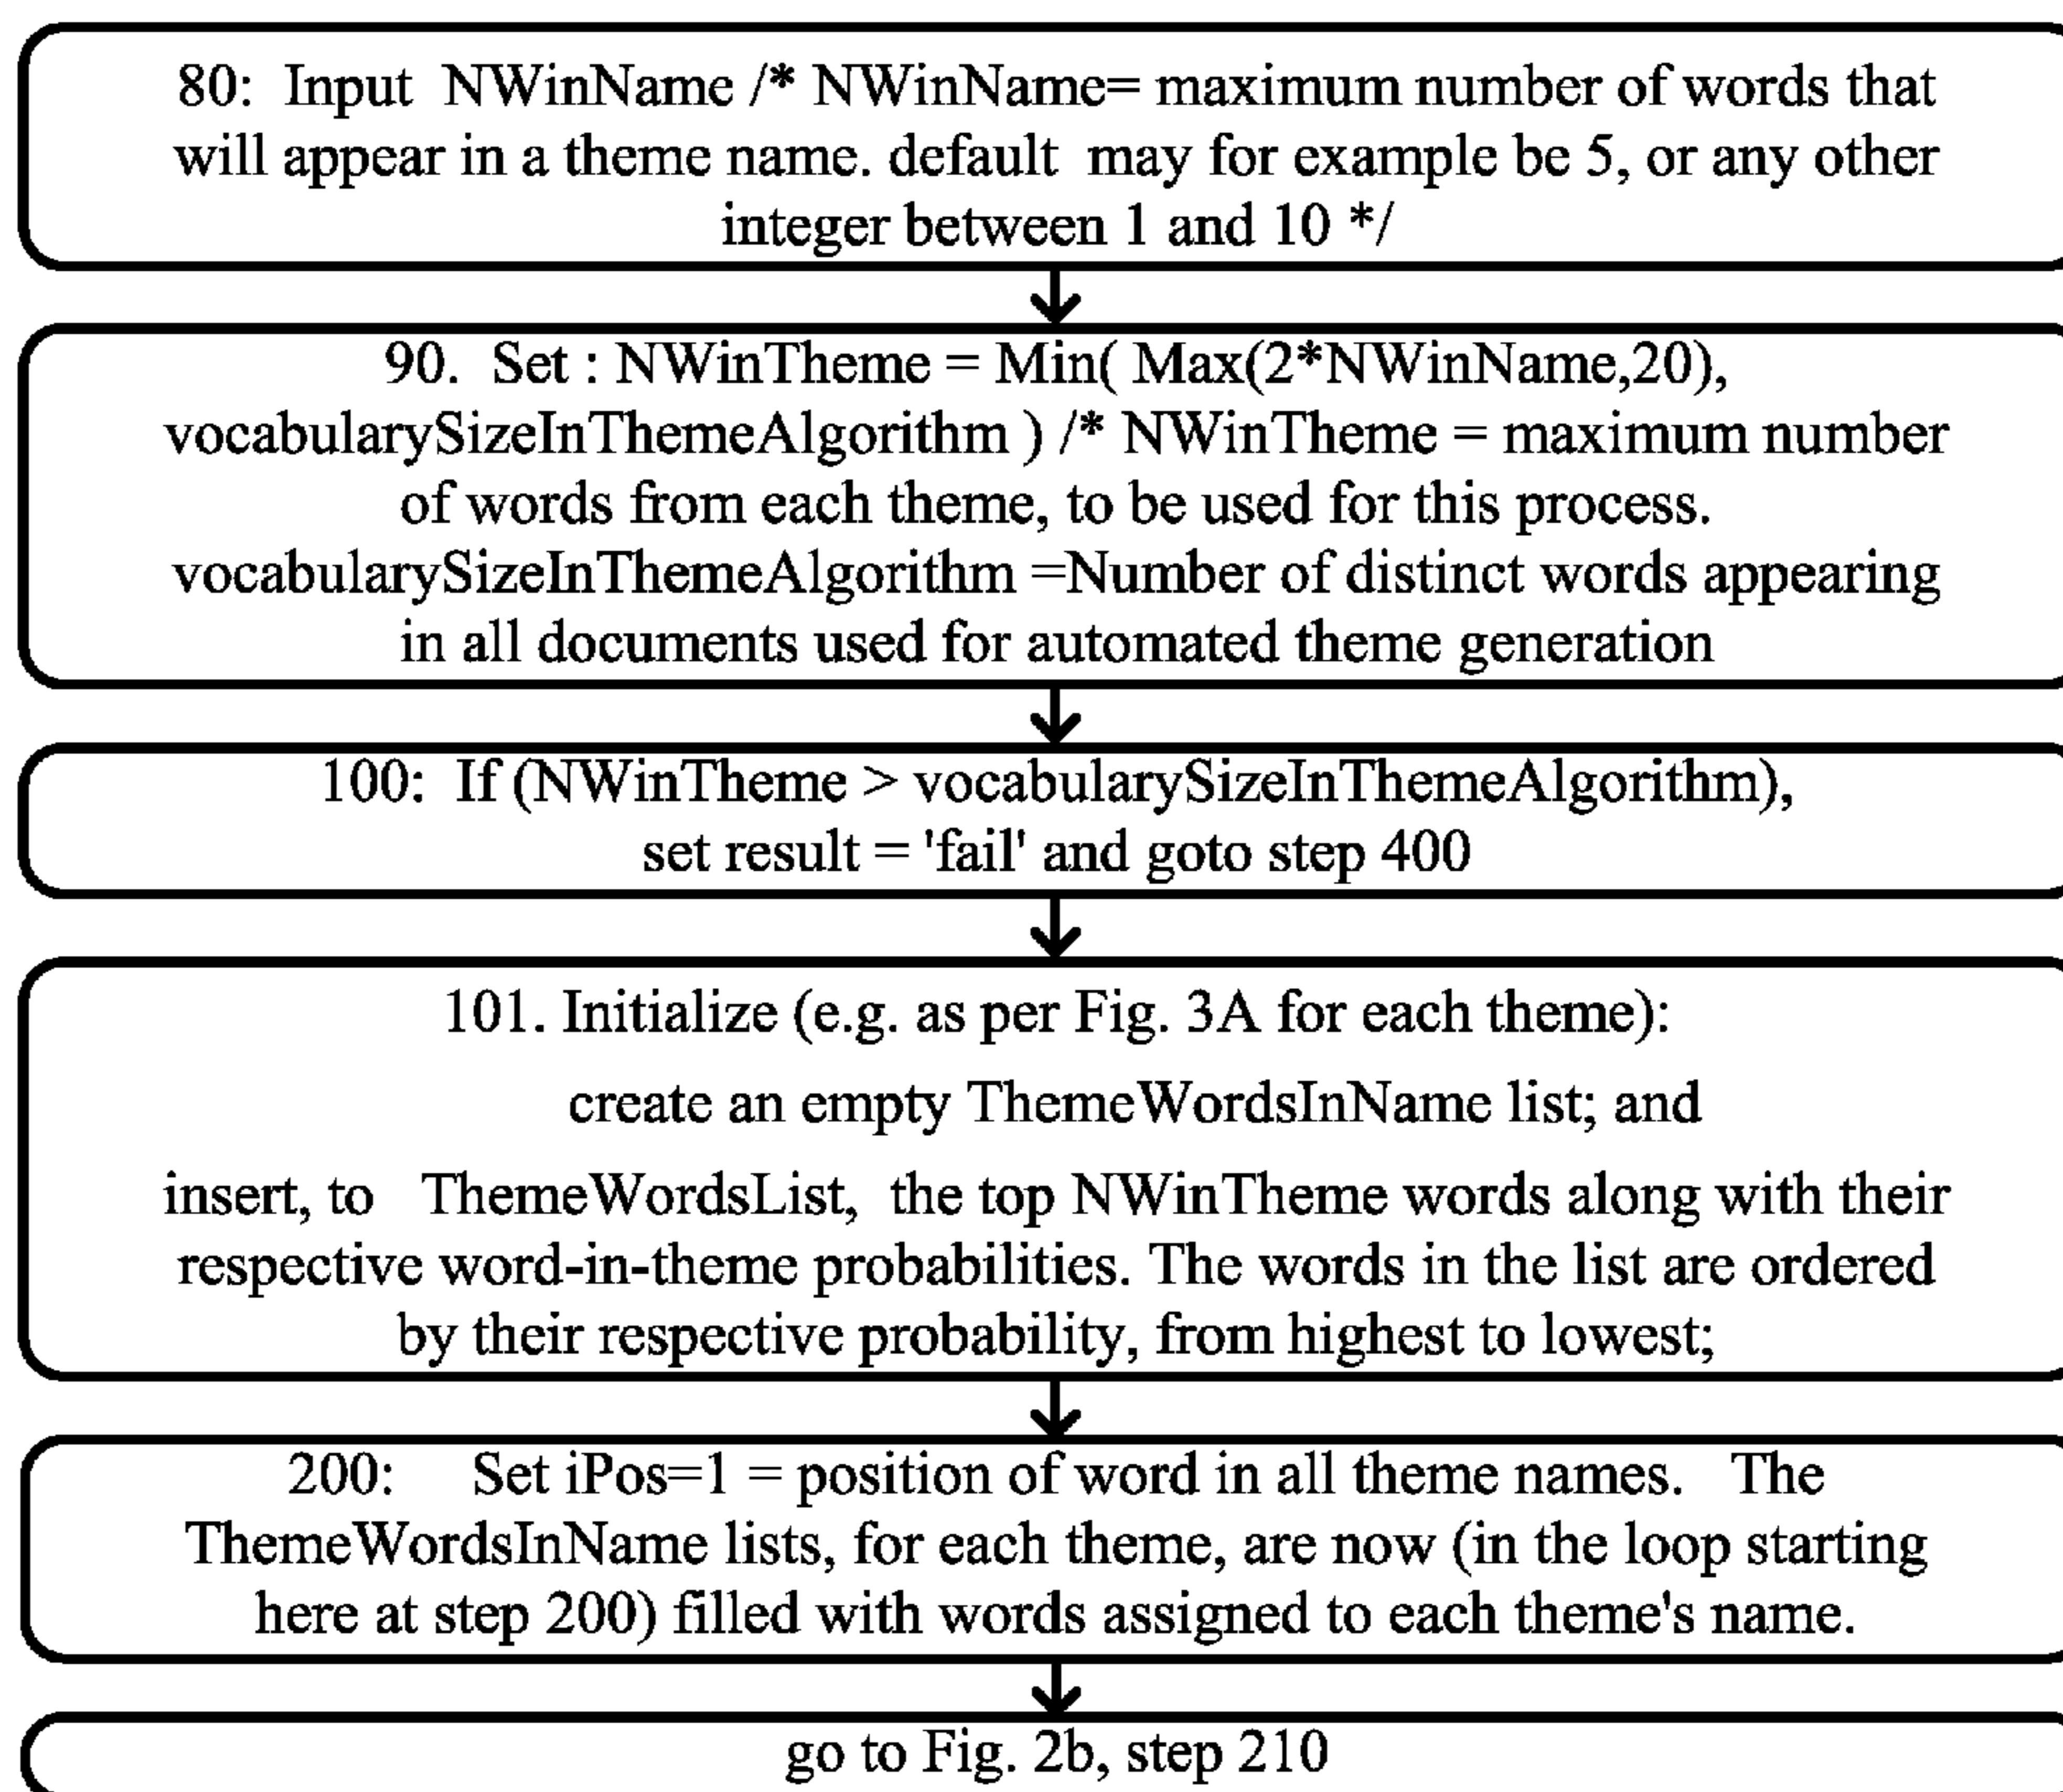 80: Input NWinName /* NWinName= maximum number of words that
will appear in a theme name. default may for example be 5, or any other
integer between 1 and 10 */
90. Set : NWinTheme = Min( Max(2*NWinName,20),
vocabularySizeInThemeAlgorithm ) /* NWinTheme = maximum number
of words from each theme, to be used for this process.
vocabularySizeInThemeAlgorithm =Number of distinct words appearing
in all documents used for automated theme generation
100: If (NWinTheme > vocabularySizeInThemeAlgorithm),
set result = 'fail' and goto step 400
101. Initialize (e.g. as per Fig. 3A for each theme):
create an empty ThemeWordsInName list; and
insert, to ThemeWordsList, the top NWinTheme words along with their
respective word-in-theme probabilities. The words in the list are ordered
by their respective probability, from highest to lowest;
200: Set iPos=1 = position of word in all theme names. The
ThemeWordsInName lists, for each theme, are now (in the loop starting
here at step 200) filled with words assigned to each theme's name.
go to Fig. 2b, step 210